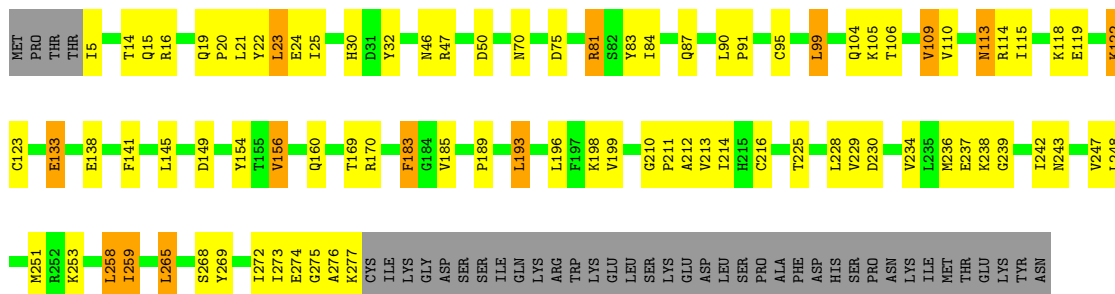 MET PRO THR THR I5 T14 Q15 R16 Q19 P20 L21 Y22 L23 E24 I25 H30 D31 Y32 N46 R47 D50 N70 D75 R81 S82 Y83 I84 Q87 L90 P91 C95 L99 Q104 K105 T106 V109 V110 N113 R114 I115 K118 E119
C123 E133 E138 F141 L145 D149 Y154 T155 V156 Q160 T169 R170 F183 G184 V185 P189 L193 L196 F197 K198 V199 G210 P211 A212 V213 I214 H215 C216 T225 L228 V229 D230 V234 L235 M236 E237 K238 G239 I242 N243 V247
M251 R252 K253 L258 I259 L265 S268 Y269 I272 I273 E274 G275 A276 K277 CYS ILE LYS GLY ASP SER SER ILE GLN LYS ARG TRP LYS GLU LEU SER LYS GLU ASP LEU SER PRO ALA PHE ASP HIS SER PRO ASN LYS ILE MET THR GLU LYS TYR ASN